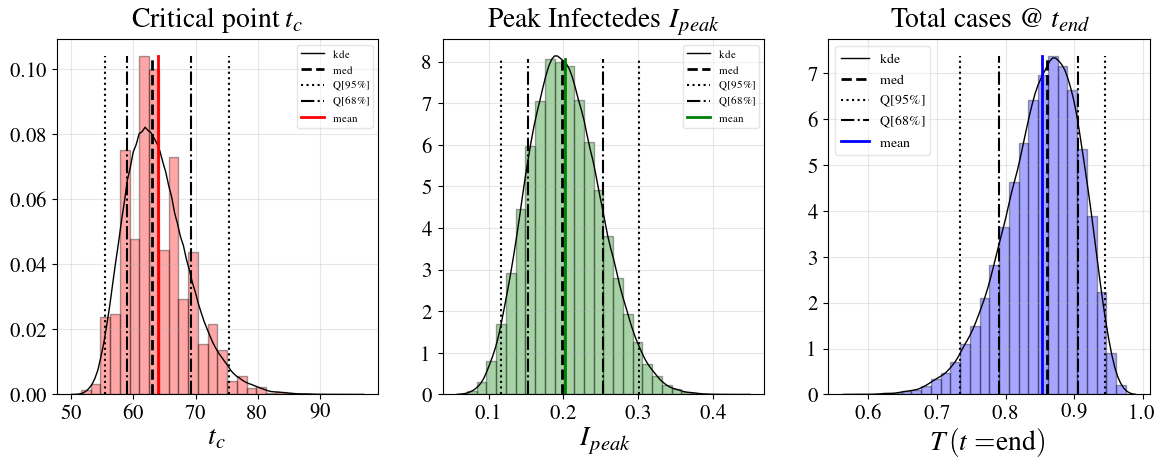 Critical point t_c
0.10
0.08
0.06
0.04
0.02
0.00
kde
med
Q[95%]
Q[68%]
mean
50 60 70 80 90
t_c
Peak Infectedes I_peak
8
7
6
5
4
3
2
1
0
kde
med
Q[95%]
Q[68%]
mean
0.1 0.2 0.3 0.4
I_peak
Total cases @ t_end
7
6
5
4
3
2
1
0
kde
med
Q[95%]
Q[68%]
mean
0.6 0.7 0.8 0.9 1.0
T (t =end)